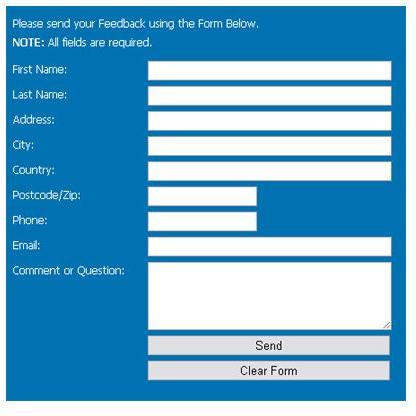 Please send your Feedback using the Form Below.
NOTE: All fields are required.
First Name:
Last Name:
Address:
City:
Country:
Postcode/Zip:
Phone:
Email:
Comment or Question:
Send
Clear Form